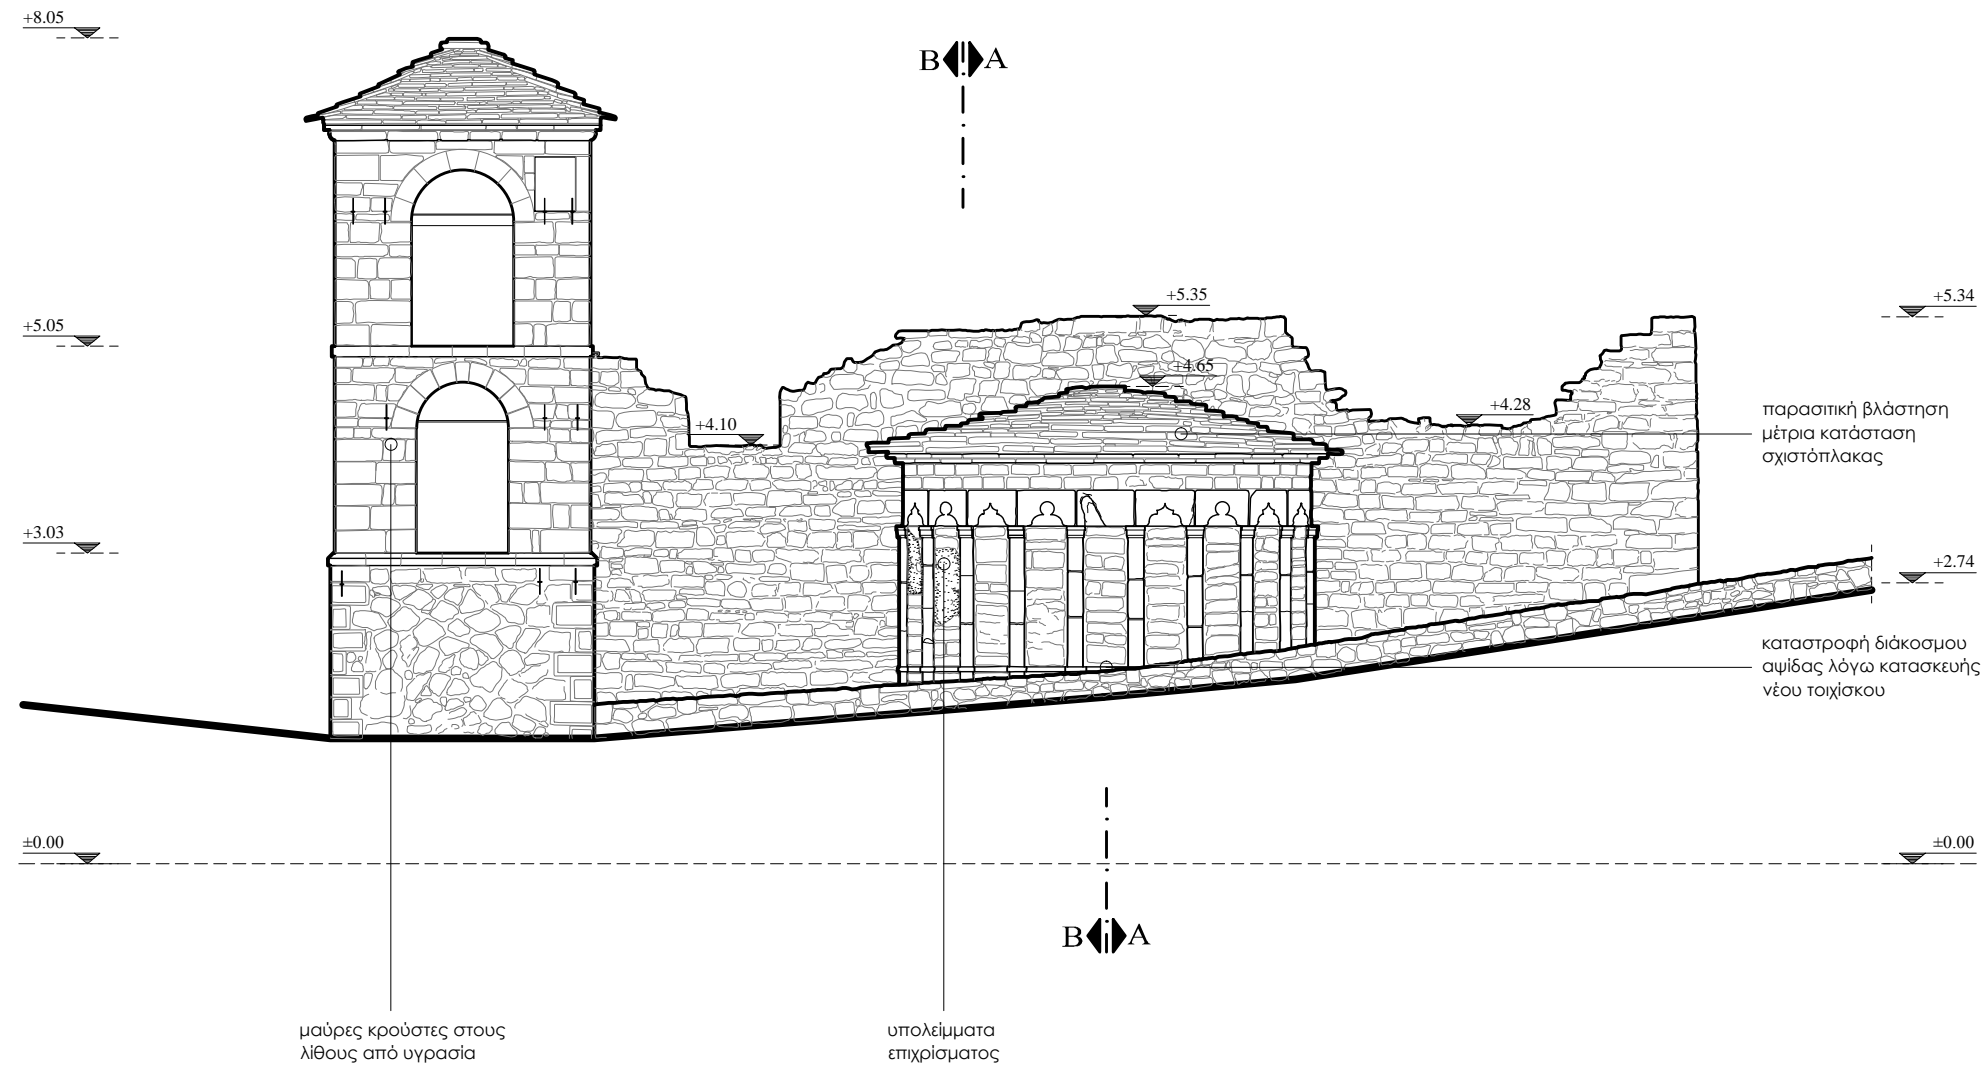 +8.05
B A
+5.35
+5.34
+5.05
+4.65
+4.28
+4.10
παρασιτική βλάστηση
μέτρια κατάσταση
σχιστόπλακας
+3.03
+2.74
καταστροφή διάκοσμου
αψίδας λόγω κατασκευής
νέου τοιχίσκου
±0.00
±0.00
B A
μαύρες κρούστες στους
λίθους από υγρασία
υπολείμματα
επιχρίσματος